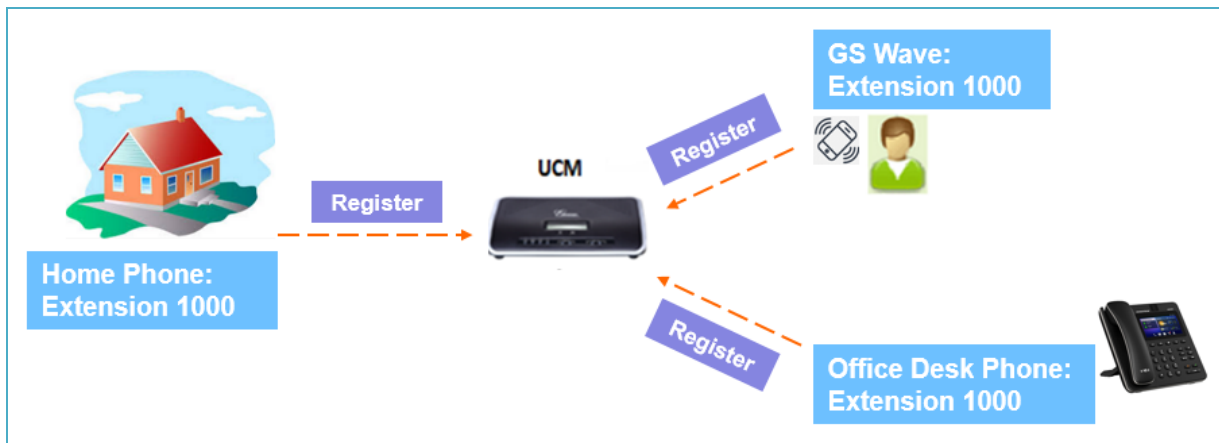 GS Wave:
Extension 1000
Register
UCM
Register
Home Phone:
Extension 1000
Register
Office Desk Phone:
Extension 1000